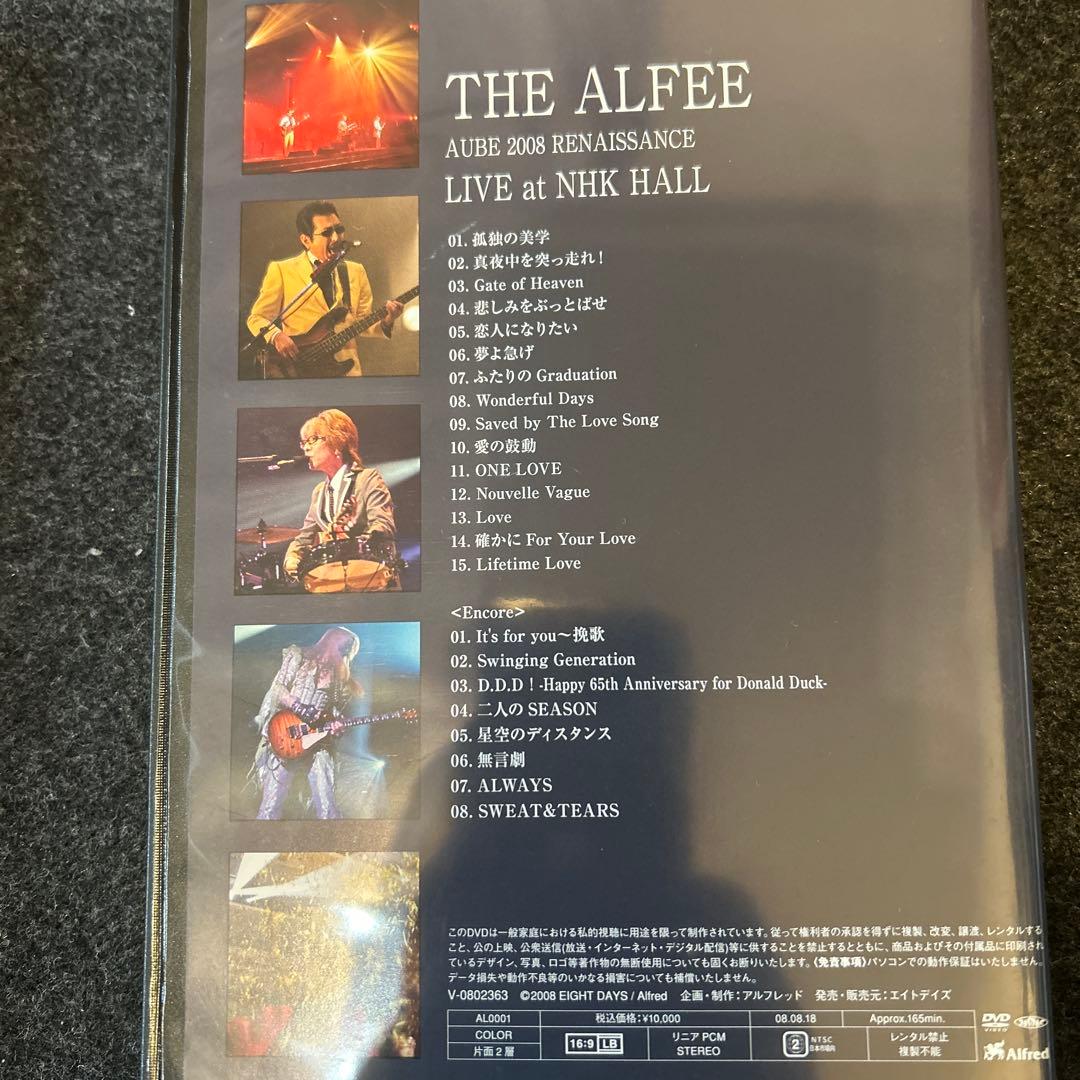 THE ALFEE
AUBE 2008 RENAISSANCE
LIVE at NHK HALL
01. 孤独の美学
02. 真夜中を突っ走れ!
03. Gate of Heaven
04. 悲しみをぶっとばせ
05. 恋人になりたい
06. 夢よ急げ
07. ふたりの Graduation
08. Wonderful Days
09. Saved by The Love Song
10. 愛の鼓動
11. ONE LOVE
12. Nouvelle Vague
13. Love
14. 確かに For Your Love
15. Lifetime Love
<Encore>
01. It's for you〜挽歌
02. Swinging Generation
03. D.D.D ! -Happy 65th Anniversary for Donald Duck-
04. 二人の SEASON
05. 星空のディスタンス
06. 無言劇
07. ALWAYS
08. SWEAT&TEARS
このDVDは一般家庭における私的視聴に用途を限って制作されています。従って権利者の承認を得ずに複製、改変、譲渡、レンタルする
こと、公の上映、公衆送信(放送・インターネット・デジタル配信)等に供することを禁止するとともに、商品およびその付属品に印刷され
ているデザイン、写真、ロゴ等著作物の無断使用についても固くお断りいたします。《免責事項》パソコンでの動作保証はいたしません。
データ損失や動作不良等のいかなる損害についても補償いたしません。
V-0802363 ©2008 EIGHT DAYS / Alfred 企画・制作:アルフレッド 発売・販売元:エイトデイズ
AL0001 税込価格:¥10,000 08.08.18 Approx.165min.
COLOR
片面2層
16:9 LB
リニア PCM
STEREO
2 NTSC
日本市場向
レンタル禁止
複製不能
DVD
VIDEO
Alfred